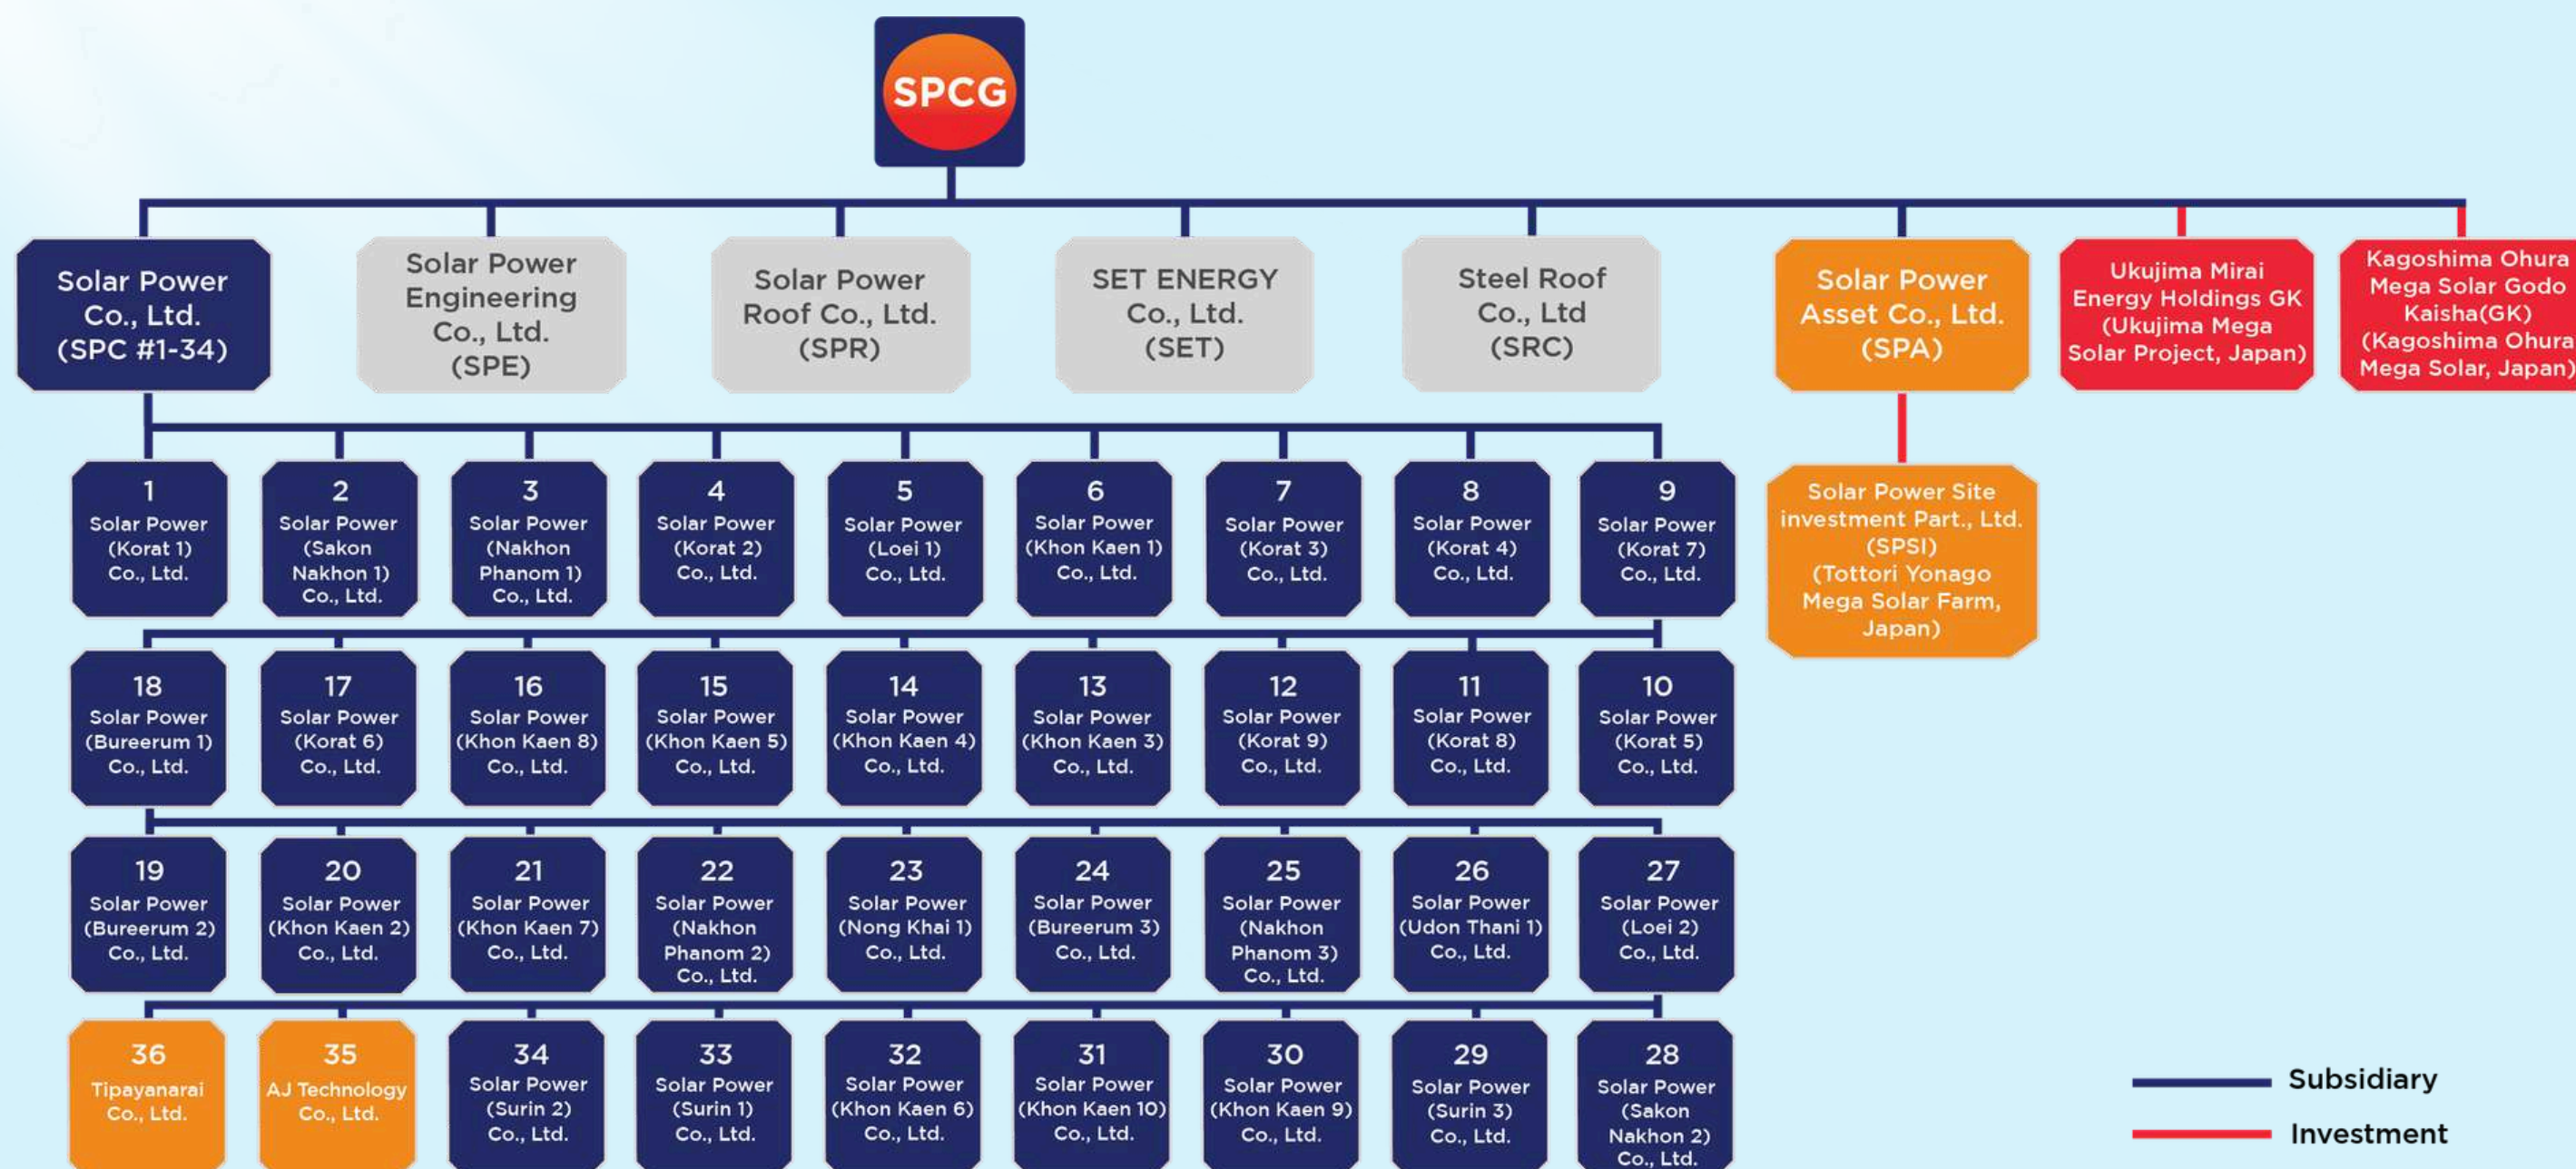 SPCG
Solar Power
Co., Ltd.
(SPC #1-34)
Solar Power
Engineering
Co., Ltd.
(SPE)
Solar Power
Roof Co., Ltd.
(SPR)
SET ENERGY
Co., Ltd.
(SET)
Steel Roof
Co., Ltd
(SRC)
Solar Power
Asset Co., Ltd.
(SPA)
Ukujima Mirai
Energy Holdings GK
(Ukujima Mega
Solar Project, Japan)
Kagoshima Ohura
Mega Solar Godo
Kaisha(GK)
(Kagoshima Ohura
Mega Solar, Japan)
1
Solar Power
(Korat 1)
Co., Ltd.
2
Solar Power
(Sakon
Nakhon 1)
Co., Ltd.
3
Solar Power
(Nakhon
Phanom 1)
Co., Ltd.
4
Solar Power
(Korat 2)
Co., Ltd.
5
Solar Power
(Loei 1)
Co., Ltd.
6
Solar Power
(Khon Kaen 1)
Co., Ltd.
7
Solar Power
(Korat 3)
Co., Ltd.
8
Solar Power
(Korat 4)
Co., Ltd.
9
Solar Power
(Korat 7)
Co., Ltd.
Solar Power Site
investment Part., Ltd.
(SPSI)
(Tottori Yonago
Mega Solar Farm,
Japan)
18
Solar Power
(Bureerum 1)
Co., Ltd.
17
Solar Power
(Korat 6)
Co., Ltd.
16
Solar Power
(Khon Kaen 8)
Co., Ltd.
15
Solar Power
(Khon Kaen 5)
Co., Ltd.
14
Solar Power
(Khon Kaen 4)
Co., Ltd.
13
Solar Power
(Khon Kaen 3)
Co., Ltd.
12
Solar Power
(Korat 9)
Co., Ltd.
11
Solar Power
(Korat 8)
Co., Ltd.
10
Solar Power
(Korat 5)
Co., Ltd.
19
Solar Power
(Bureerum 2)
Co., Ltd.
20
Solar Power
(Khon Kaen 2)
Co., Ltd.
21
Solar Power
(Khon Kaen 7)
Co., Ltd.
22
Solar Power
(Nakhon
Phanom 2)
Co., Ltd.
23
Solar Power
(Nong Khai 1)
Co., Ltd.
24
Solar Power
(Bureerum 3)
Co., Ltd.
25
Solar Power
(Nakhon
Phanom 3)
Co., Ltd.
26
Solar Power
(Udon Thani 1)
Co., Ltd.
27
Solar Power
(Loei 2)
Co., Ltd.
36
Tipayanarai
Co., Ltd.
35
AJ Technology
Co., Ltd.
34
Solar Power
(Surin 2)
Co., Ltd.
33
Solar Power
(Surin 1)
Co., Ltd.
32
Solar Power
(Khon Kaen 6)
Co., Ltd.
31
Solar Power
(Khon Kaen 10)
Co., Ltd.
30
Solar Power
(Khon Kaen 9)
Co., Ltd.
29
Solar Power
(Surin 3)
Co., Ltd.
28
Solar Power
(Sakon
Nakhon 2)
Co., Ltd.
Subsidiary
Investment